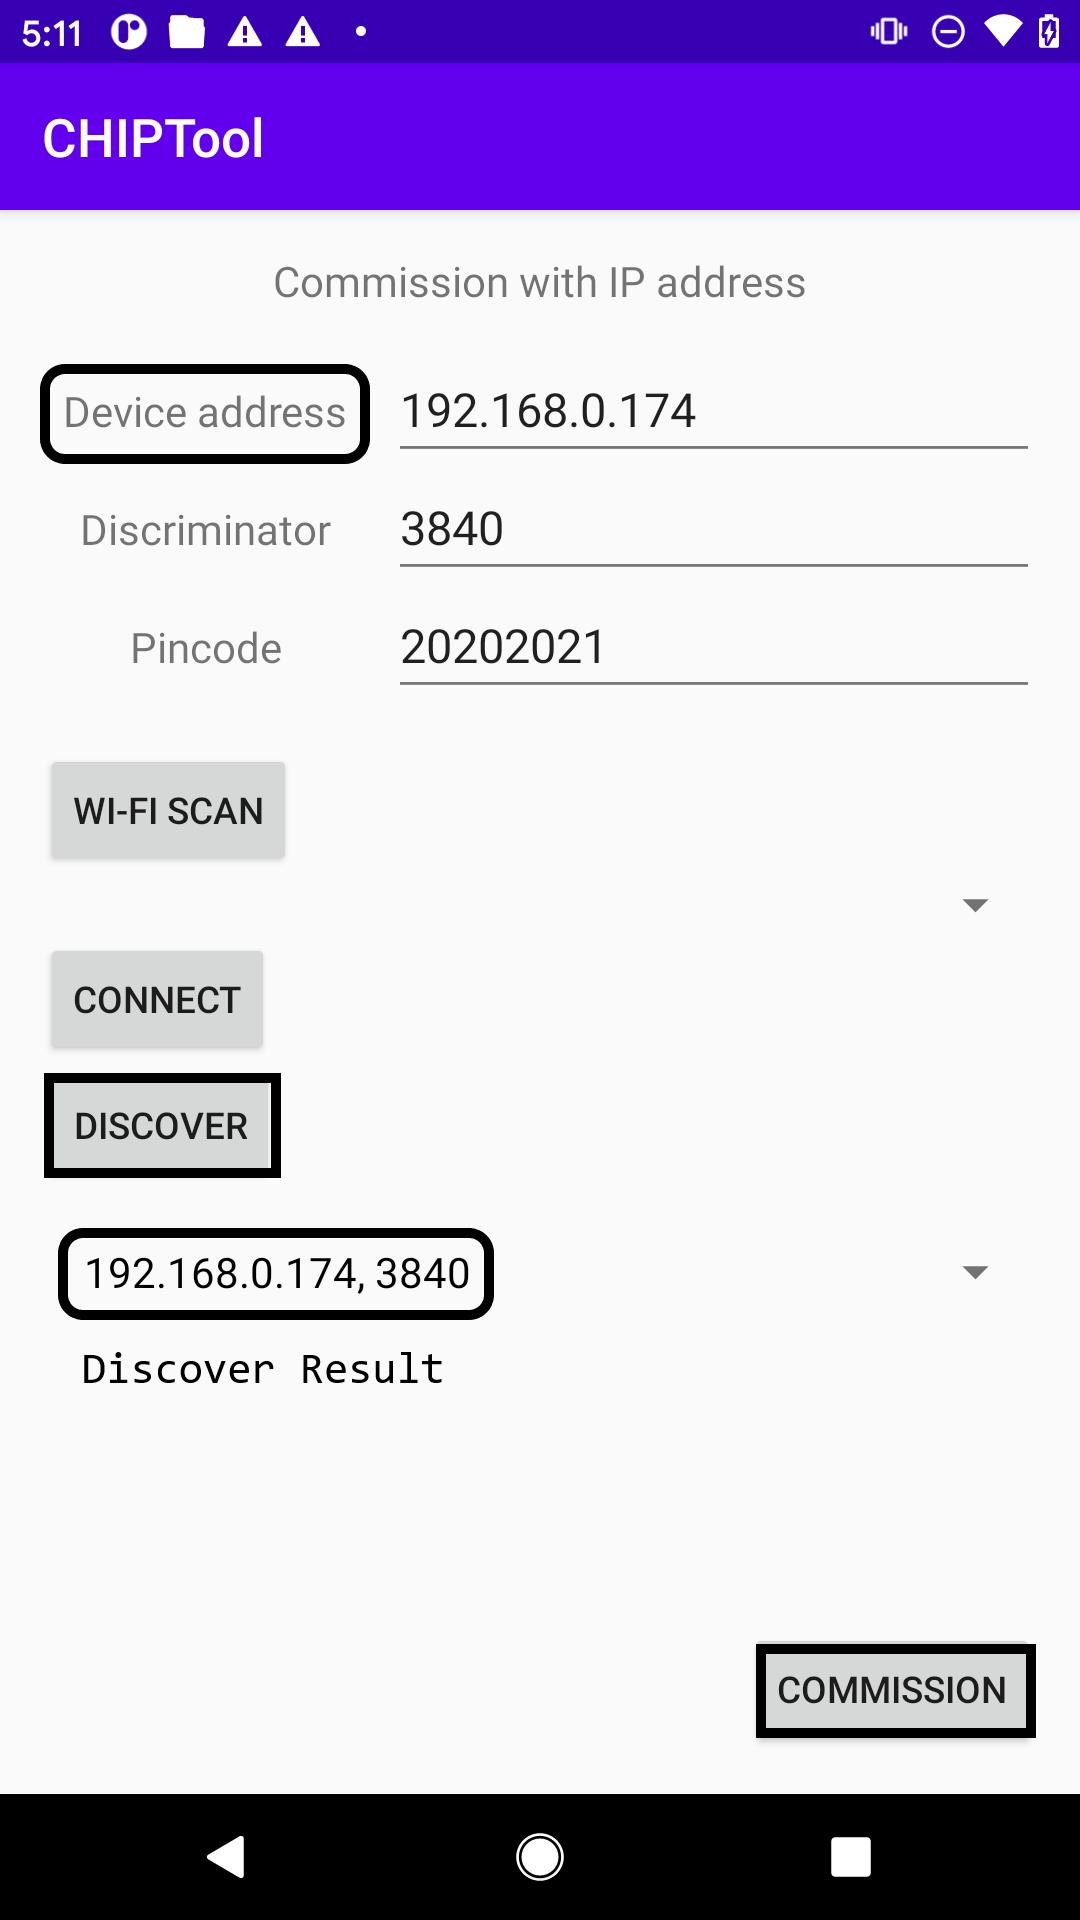 5:11
CHIPTool
Commission with IP address
Device address 192.168.0.174
Discriminator 3840
Pincode 20202021
WI-FI SCAN
CONNECT
DISCOVER
192.168.0.174, 3840
Discover Result
COMMISSION